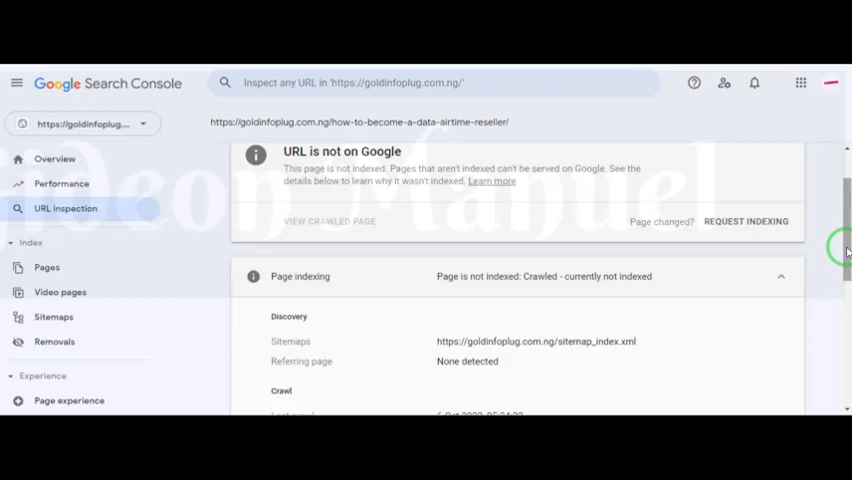 Google Search Console
Inspect any URL in 'https://goldinfoplug.com.ng/'
https://goldinfoplug....
https://goldinfoplug.com.ng/how-to-become-a-data-airtime-reseller/
Overview
Performance
URL inspection
Index
Pages
Video pages
Sitemaps
Removals
Experience
Page experience
URL is not on Google
This page is not indexed. Pages that aren't indexed can't be served on Google. See the
details below to learn why it wasn't indexed. Learn more
VIEW CRAWLED PAGE
Page changed? REQUEST INDEXING
Page indexing
Page is not indexed: Crawled - currently not indexed
Discovery
Sitemaps
https://goldinfoplug.com.ng/sitemap_index.xml
Referring page
None detected
Crawl
Gideon Manuel